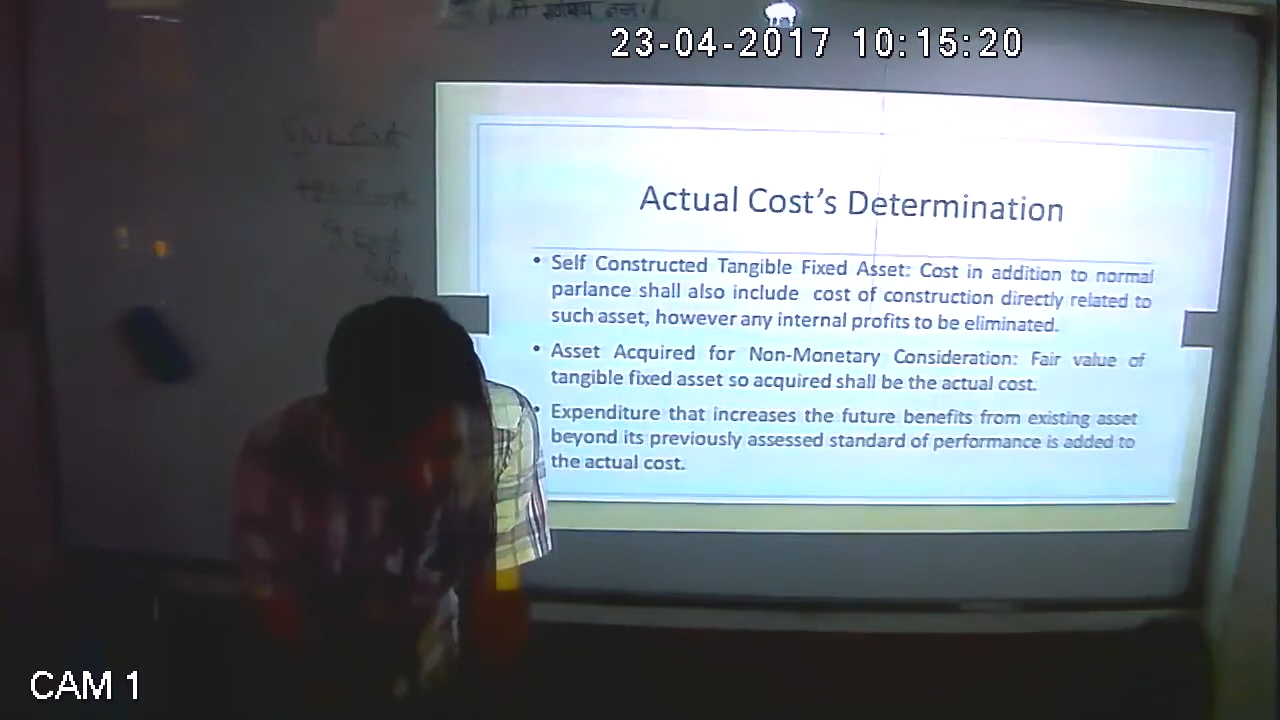 23-04-2017 10:15:20
Actual Cost's Determination
• Self Constructed Tangible Fixed Asset: Cost in addition to normal
parlance shall also include cost of construction directly related to
such asset, however any internal profits to be eliminated.
• Asset Acquired for Non-Monetary Consideration: Fair value of
tangible fixed asset so acquired shall be the actual cost.
• Expenditure that increases the future benefits from existing asset
beyond its previously assessed standard of performance is added to
the actual cost.
CAM 1